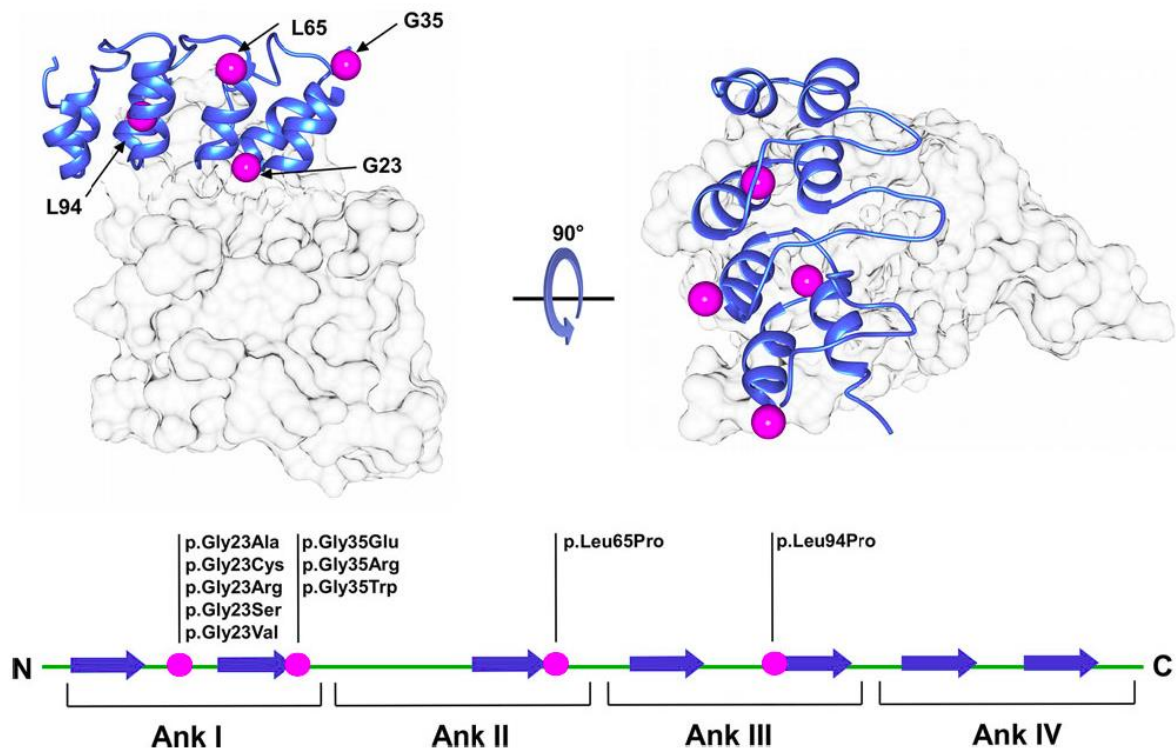 L65
G35
L94
G23
90°
p.Gly23Ala
p.Gly23Cys
p.Gly23Arg
p.Gly23Ser
p.Gly23Val
p.Gly35Glu
p.Gly35Arg
p.Gly35Trp
p.Leu65Pro
p.Leu94Pro
N
C
Ank I
Ank II
Ank III
Ank IV